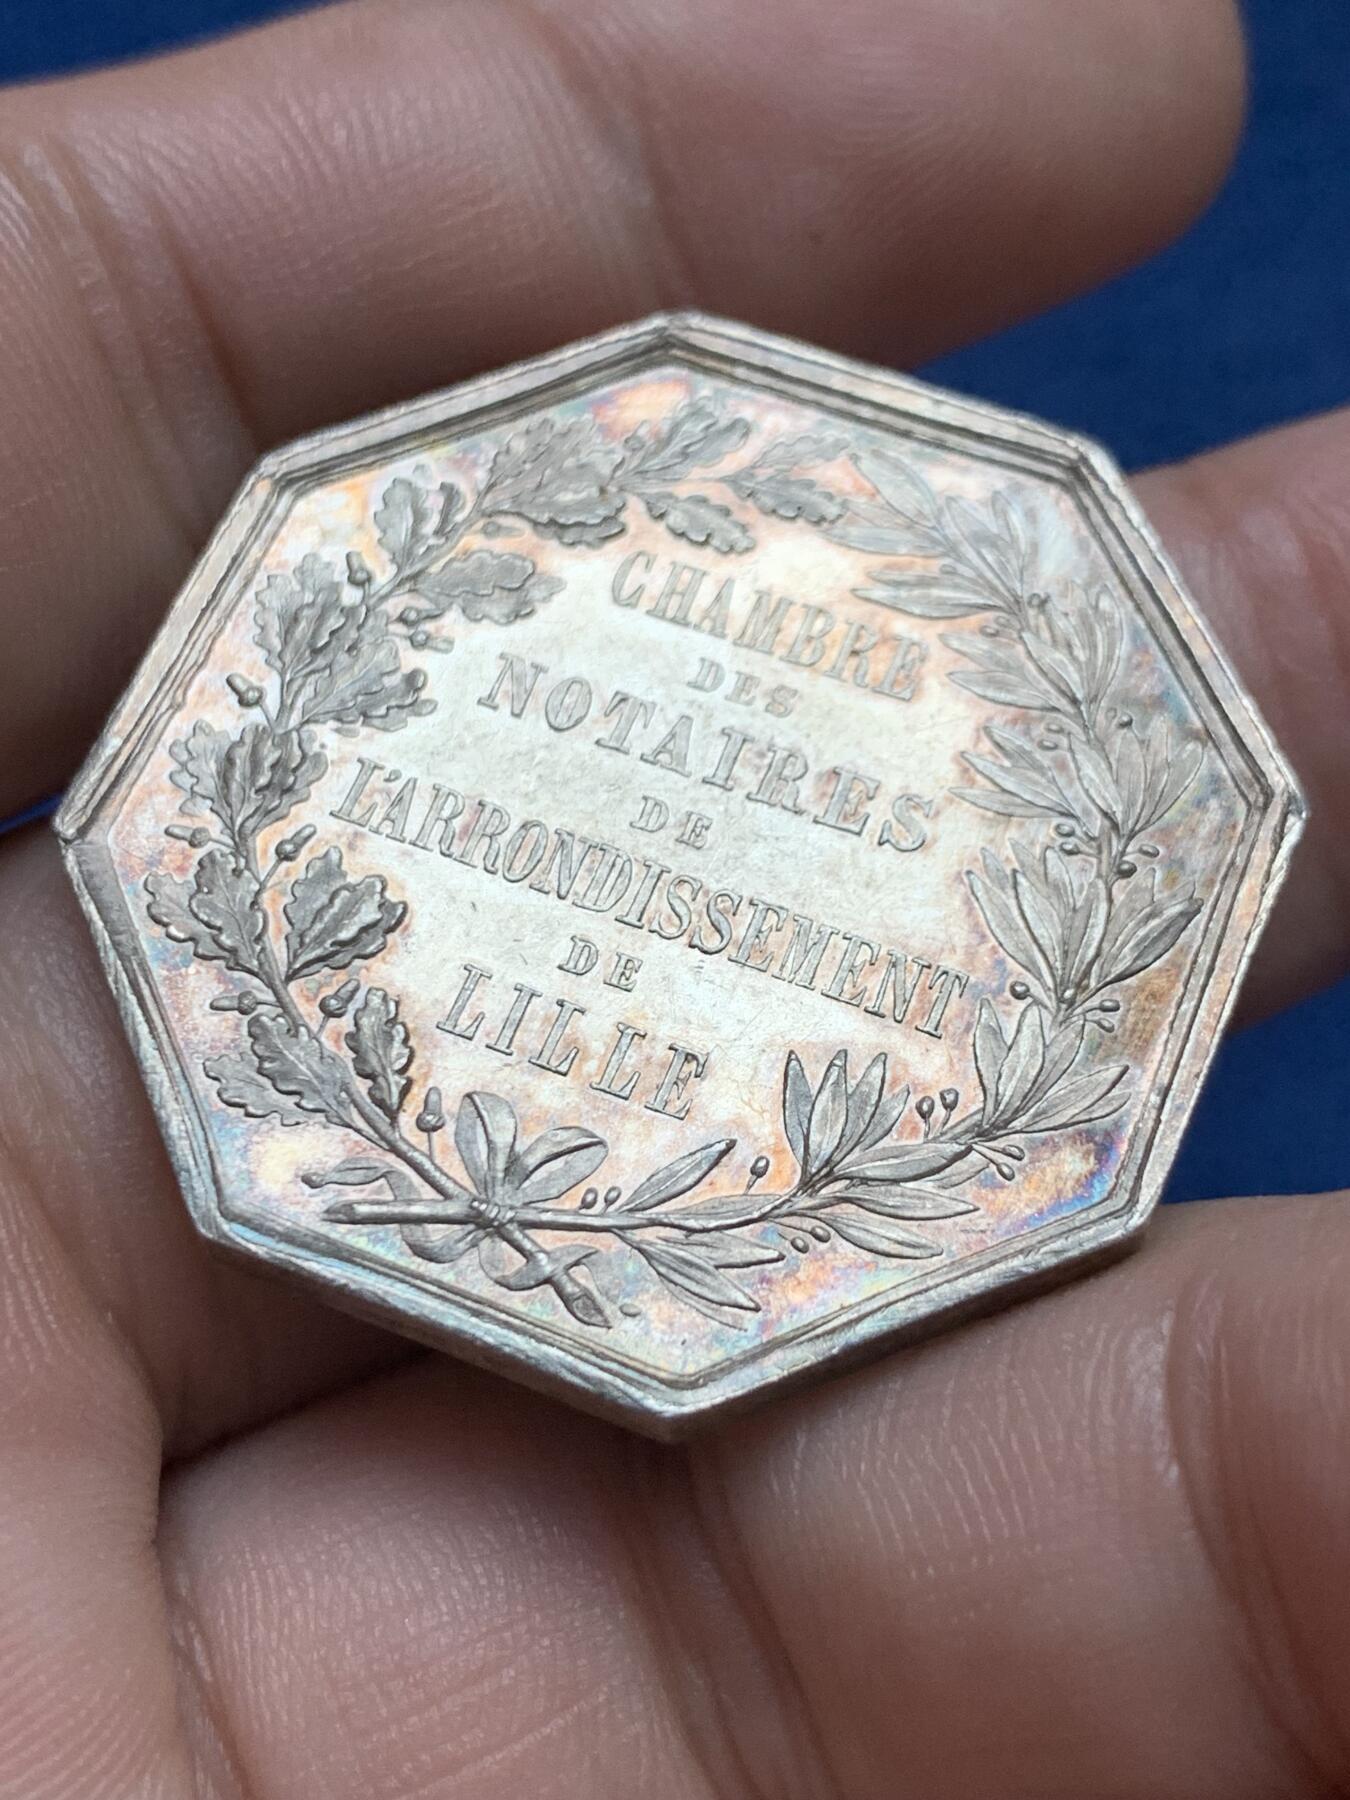 CHAMBRE
DES
NOTAIRES
DE
L'ARRONDISSEMENT
DE
LILLE